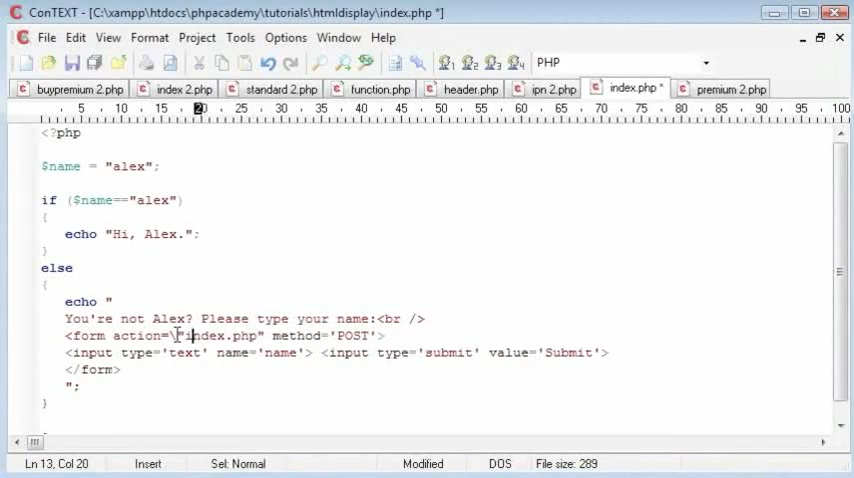 ConTEXT - [C:\xampp\htdocs\phpacademy\tutorials\htmldisplay\index.php *]
File Edit View Format Project Tools Options Window Help
1 2 3 4 PHP
buypremium 2.php index 2.php standard 2.php function.php header.php ipn 2.php index.php * premium 2.php
5 10 15 20 25 30 35 40 45 50 55 60 65 70 75 80 85 90 95 100
<?php
$name = "alex";
if ($name=="alex")
{
echo "Hi, Alex.";
}
else
{
echo "
You're not Alex? Please type your name:<br />
<form action=\"index.php" method='POST'>
<input type='text' name='name'> <input type='submit' value='Submit'>
</form>
";
}
Ln 13, Col 20 Insert Sel: Normal Modified DOS File size: 289